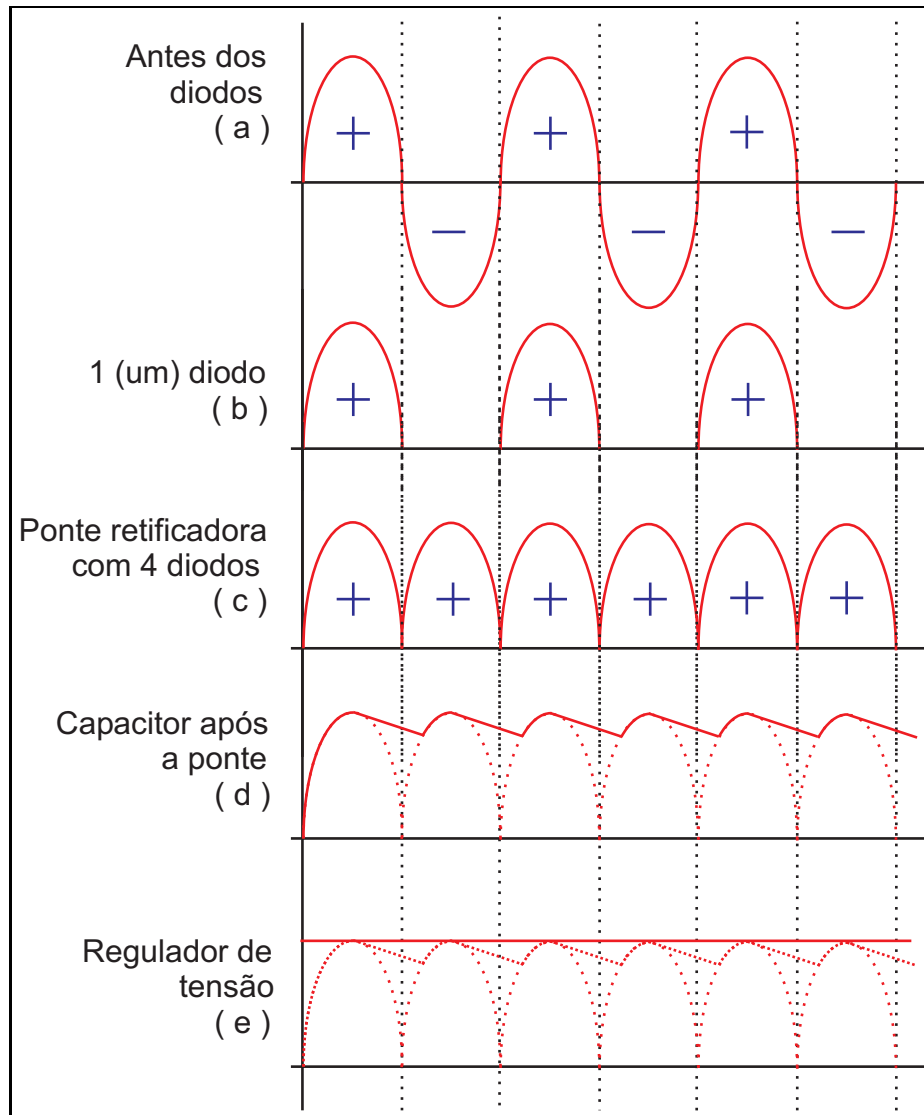 Antes dos
diodos
( a )
+ + +
− − −
1 (um) diodo
( b )
+ + +
Ponte retificadora
com 4 diodos
( c )
+ + + + + +
Capacitor após
a ponte
( d )
Regulador de
tensão
( e )